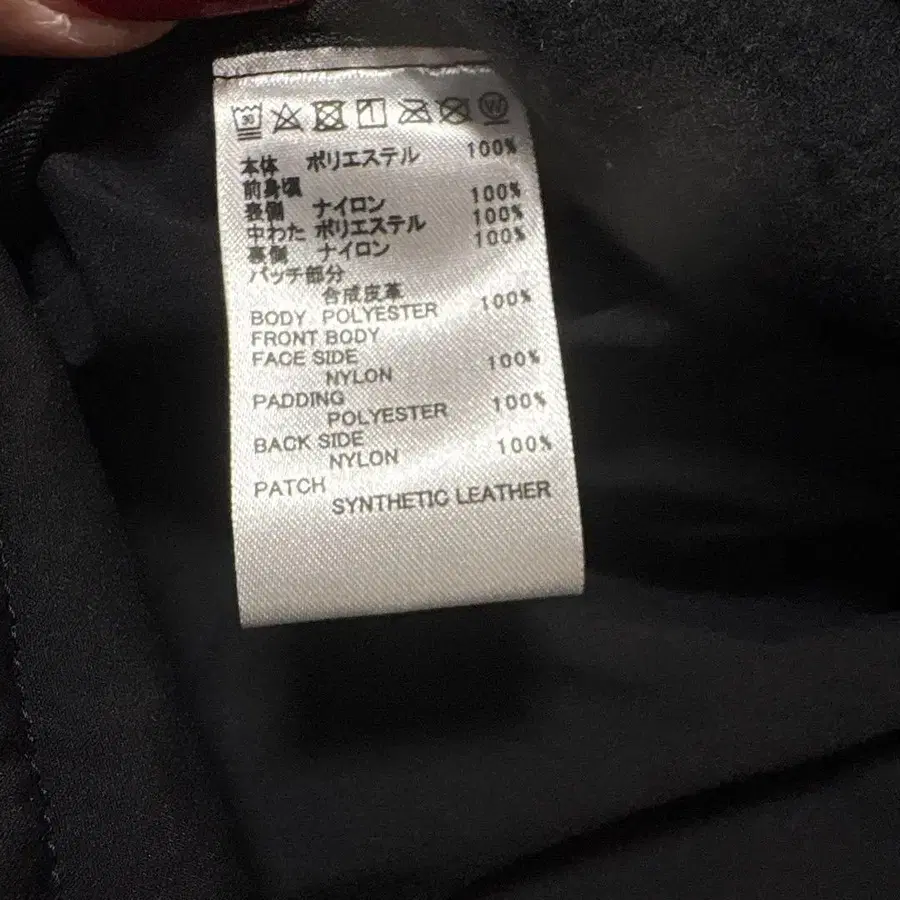 30
W
本体 ポリエステル 100%
前身頃
表側 ナイロン 100%
中わた ポリエステル 100%
裏側 ナイロン 100%
パッチ部分
合成皮革
BODY POLYESTER 100%
FRONT BODY
FACE SIDE
NYLON 100%
PADDING
POLYESTER 100%
BACK SIDE
NYLON 100%
PATCH
SYNTHETIC LEATHER